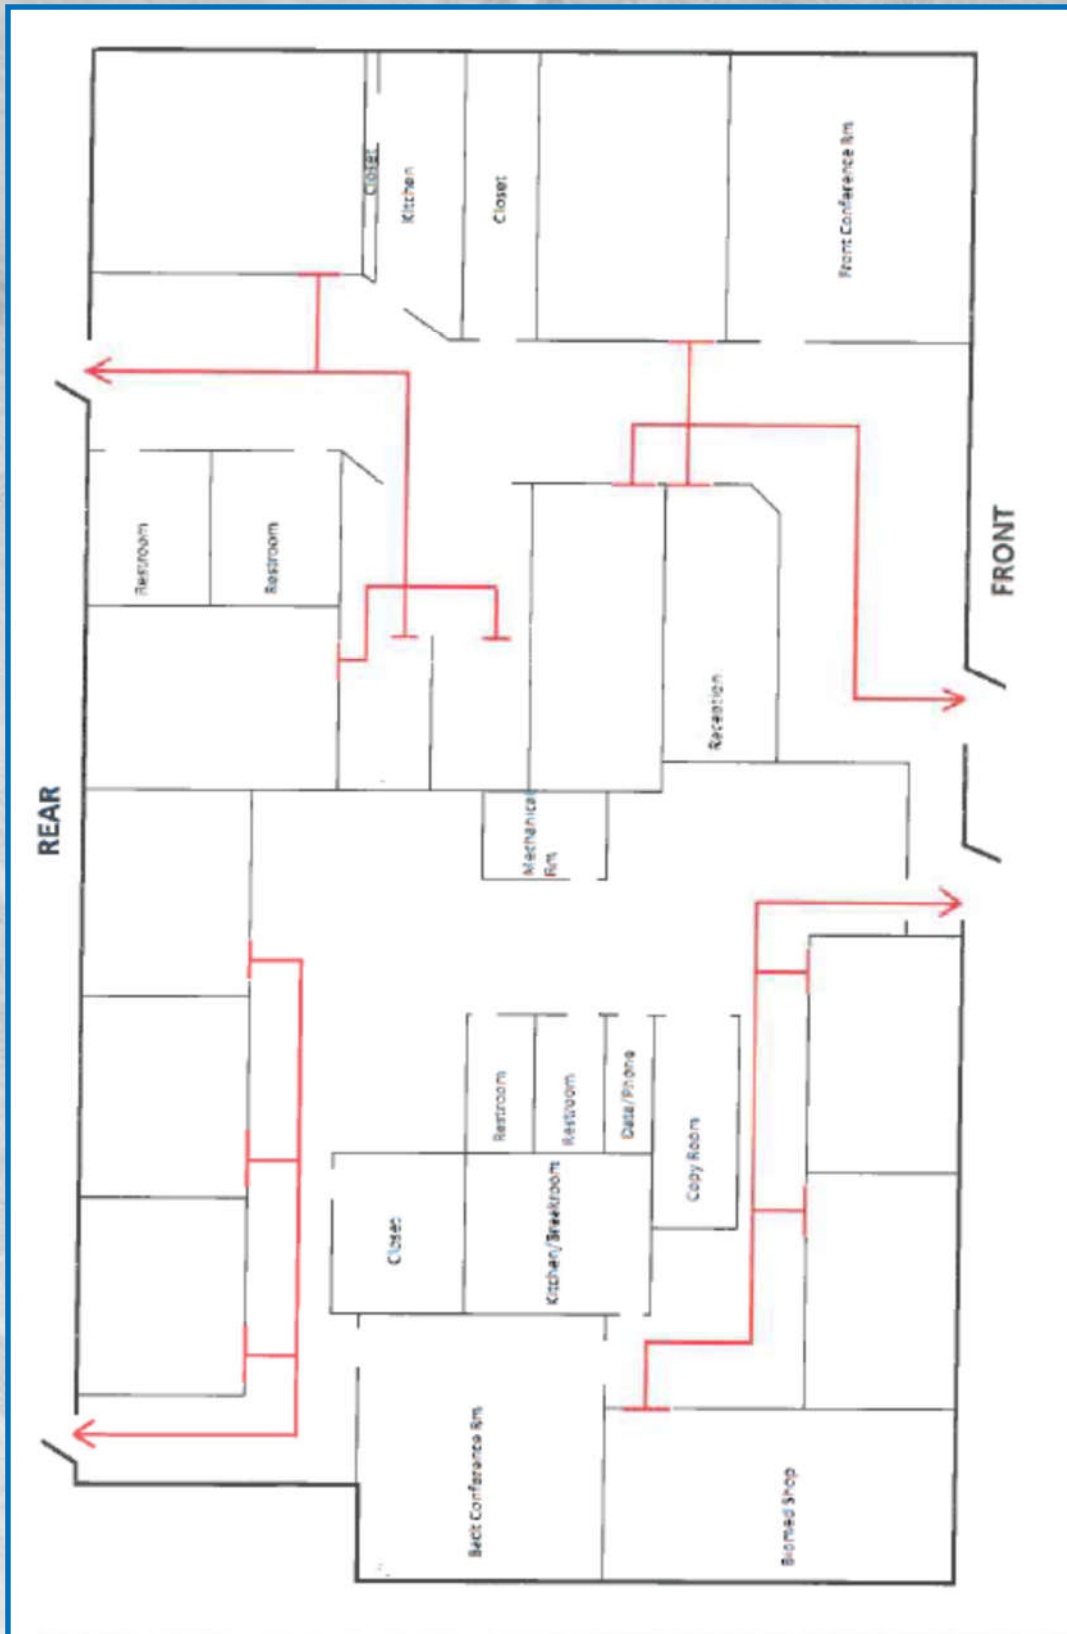 REAR
Restroom
Restroom
Closet
Kitchen
Closet
Front Conference Rm
Reception
Mechanical
Rm
FRONT
Restroom
Restroom
Data/Phone
Copy Room
Closet
Kitchen/Breakroom
Back Conference Rm
Biomed Shop